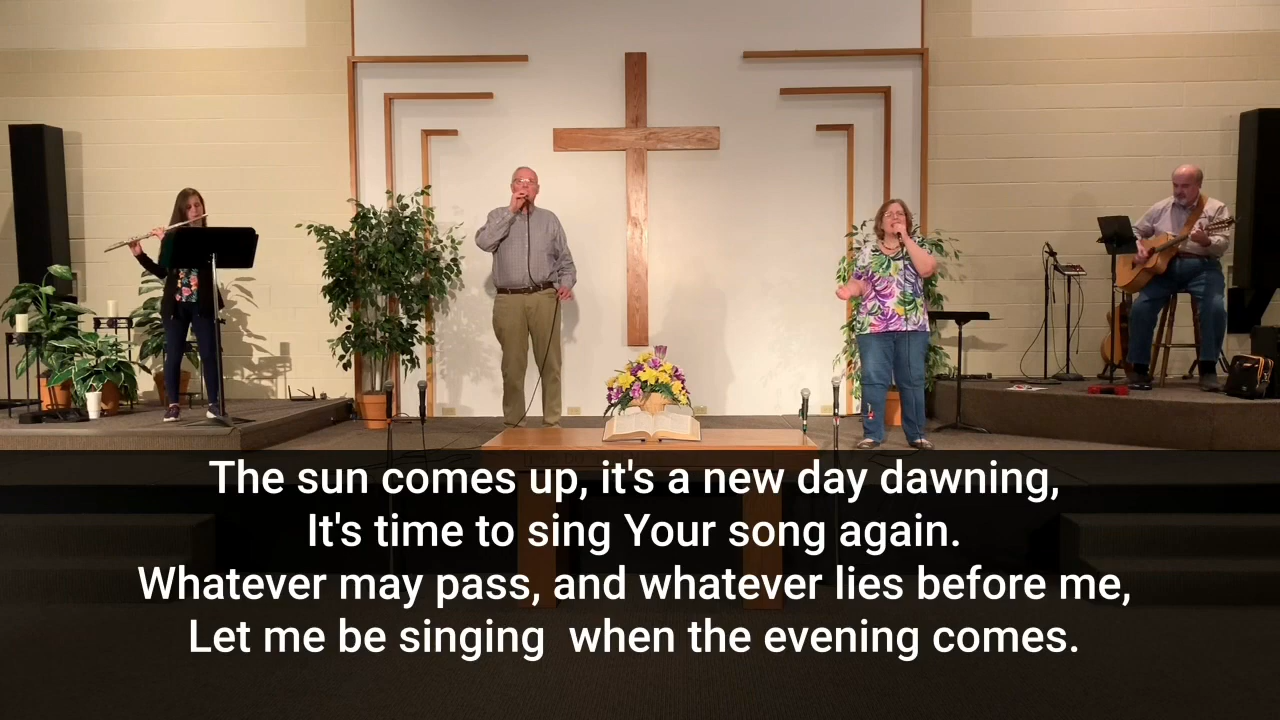 The sun comes up, it's a new day dawning,
It's time to sing Your song again.
Whatever may pass, and whatever lies before me,
Let me be singing  when the evening comes.